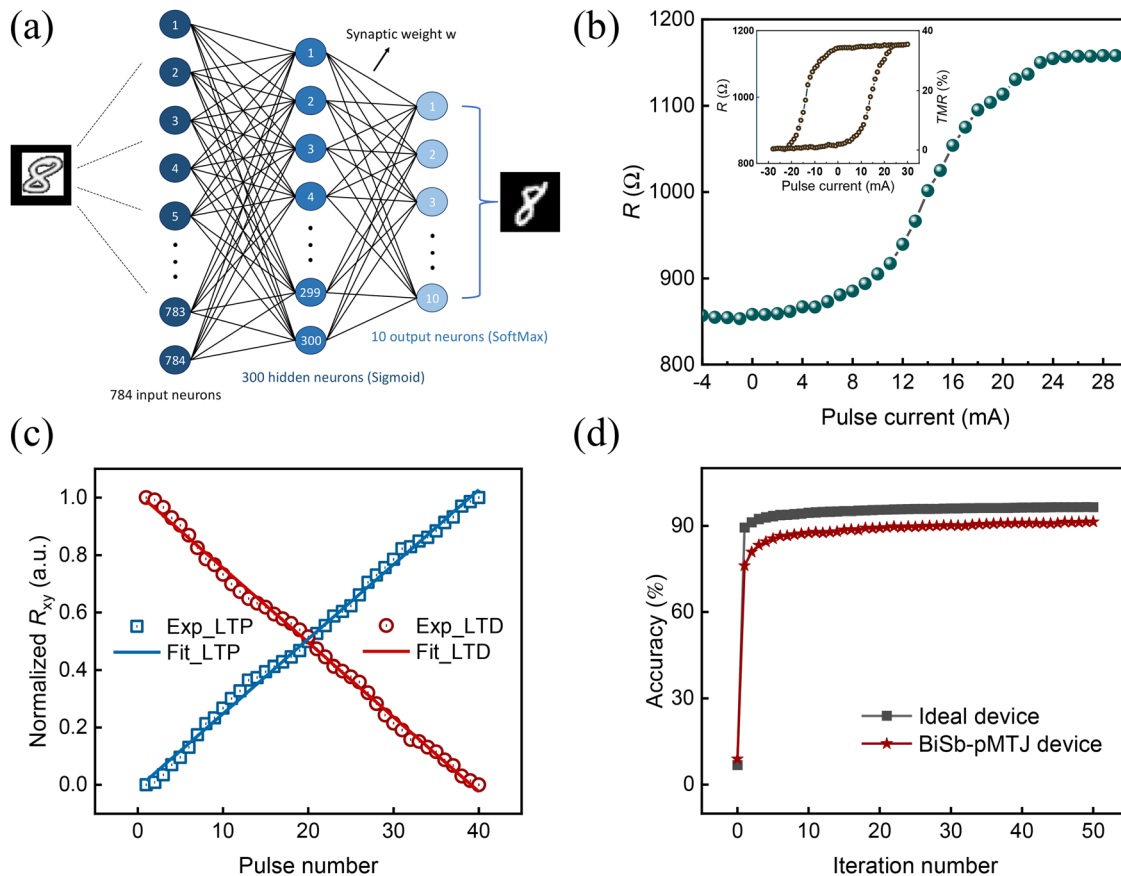 (a)
1
2
3
4
5
783
784
784 input neurons
1
2
3
4
299
300
300 hidden neurons (Sigmoid)
Synaptic weight w
1
2
3
10
10 output neurons (SoftMax)
(b)
1200
1100
1000
900
800
R (Ω)
-4 0 4 8 12 16 20 24 28
Pulse current (mA)
1200
1000
800
R (Ω)
40
20
0
TMR (%)
-30 -20 -10 0 10 20 30
Pulse current (mA)
(c)
1.0
0.8
0.6
0.4
0.2
0.0
Normalized Rxy (a.u.)
Exp_LTP
Fit_LTP
Exp_LTD
Fit_LTD
0 10 20 30 40
Pulse number
(d)
90
60
30
0
Accuracy (%)
Ideal device
BiSb-pMTJ device
0 10 20 30 40 50
Iteration number